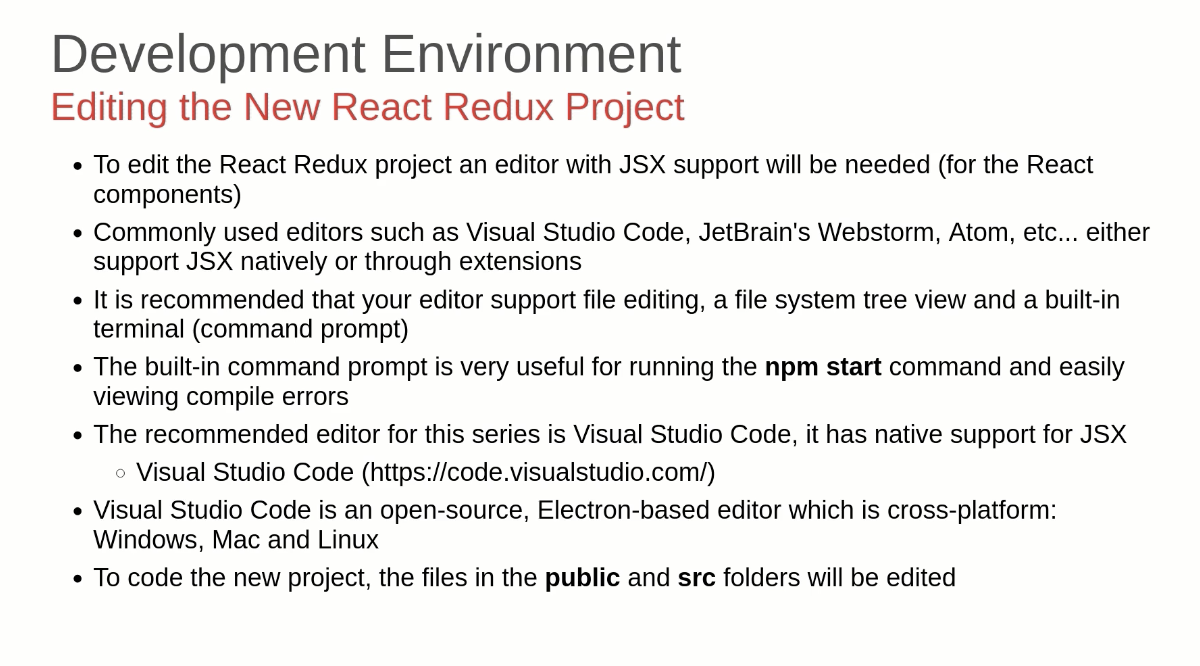 Development Environment
Editing the New React Redux Project
• To edit the React Redux project an editor with JSX support will be needed (for the React
components)
• Commonly used editors such as Visual Studio Code, JetBrain's Webstorm, Atom, etc... either
support JSX natively or through extensions
• It is recommended that your editor support file editing, a file system tree view and a built-in
terminal (command prompt)
• The built-in command prompt is very useful for running the npm start command and easily
viewing compile errors
• The recommended editor for this series is Visual Studio Code, it has native support for JSX
○ Visual Studio Code (https://code.visualstudio.com/)
• Visual Studio Code is an open-source, Electron-based editor which is cross-platform:
Windows, Mac and Linux
• To code the new project, the files in the public and src folders will be edited